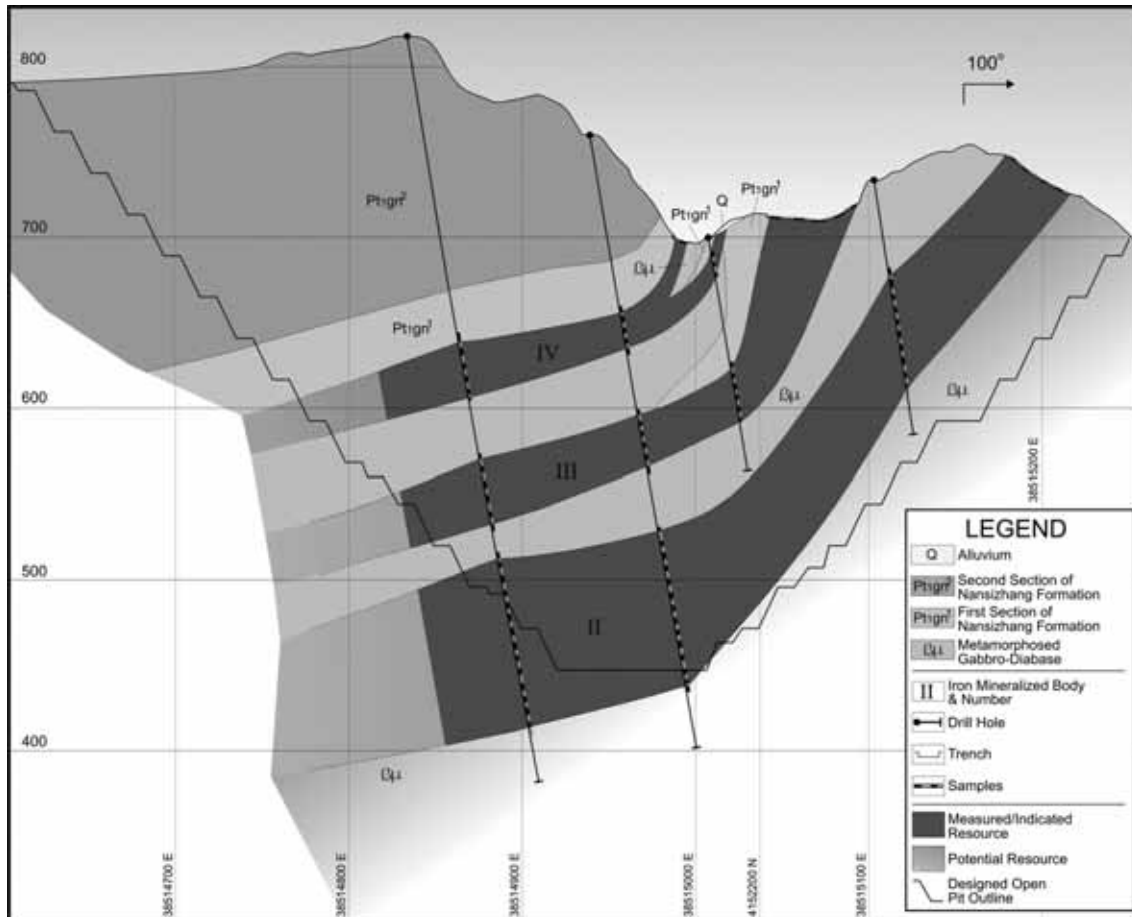 800
100°
Pt₁gn²
Q
Pt₁gn¹
Pt₁gn¹
700
βμ
Pt₁gn¹
IV
600
βμ
βμ
III
38515200 E
500
II
400
βμ
38514700 E
38514800 E
38514900 E
38515000 E
4152200 N
38515100 E
LEGEND
Q Alluvium
Pt₁gn² Second Section of
Nansizhang Formation
Pt₁gn¹ First Section of
Nansizhang Formation
βμ Metamorphosed
Gabbro-Diabase
II Iron Mineralized Body
& Number
Drill Hole
Trench
Samples
Measured/Indicated
Resource
Potential Resource
Designed Open
Pit Outline